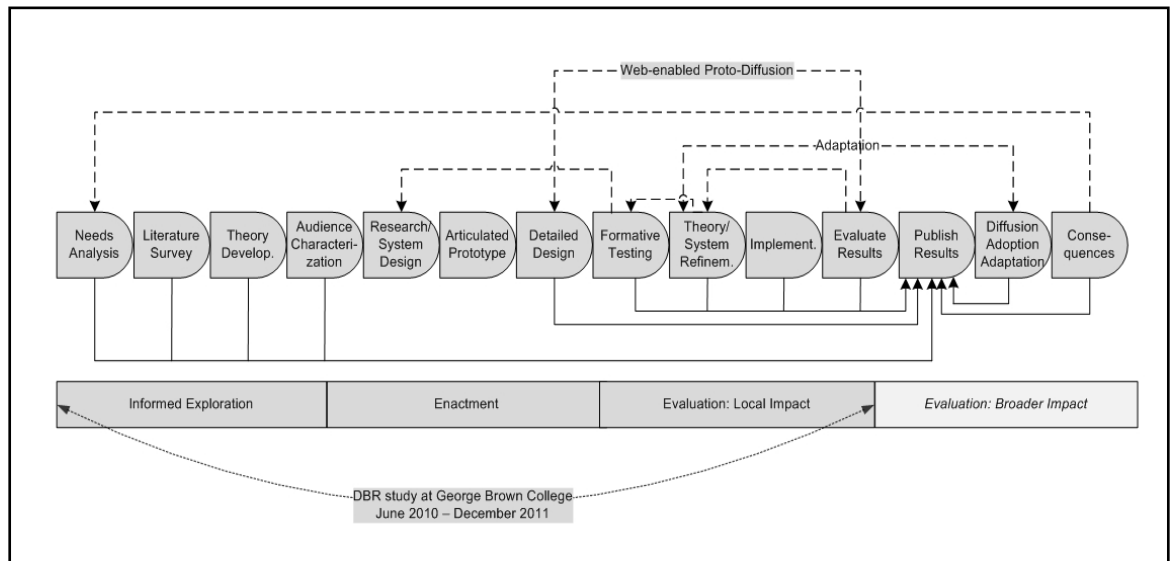 Web-enabled Proto-Diffusion
Adaptation
Needs
Analysis
Literature
Survey
Theory
Develop.
Audience
Characteri-
zation
Research/
System
Design
Articulated
Prototype
Detailed
Design
Formative
Testing
Theory/
System
Refinem.
Implement.
Evaluate
Results
Publish
Results
Diffusion
Adoption
Adaptation
Conse-
quences
Informed Exploration
Enactment
Evaluation: Local Impact
Evaluation: Broader Impact
DBR study at George Brown College
June 2010 – December 2011